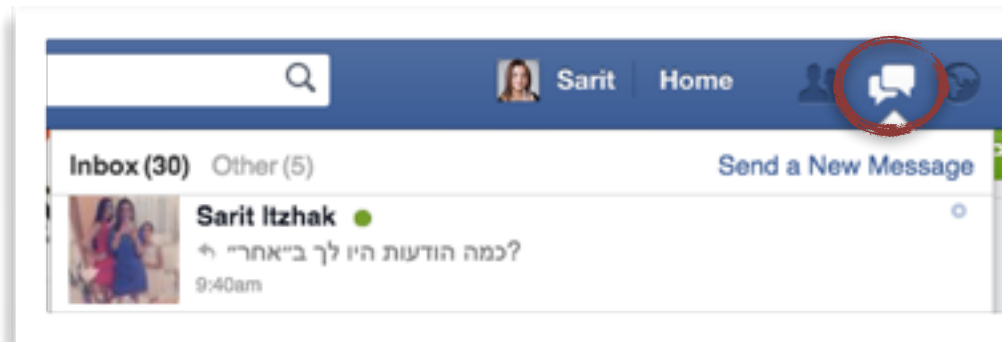 Sarit Home
Inbox (30) Other (5) Send a New Message
Sarit Itzhak
כמה הודעות היו לך ב״אחר״?
9:40am